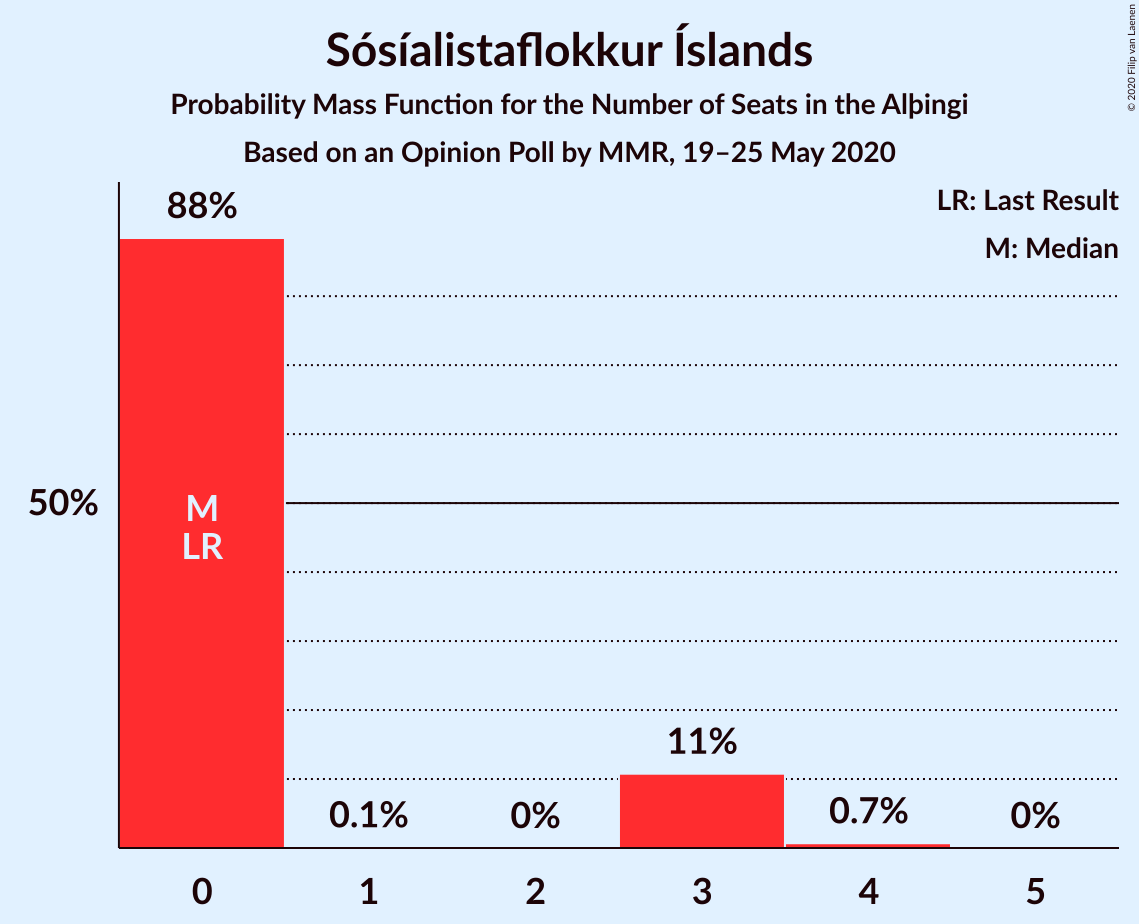 Sósíalistaflokkur Íslands
Probability Mass Function for the Number of Seats in the Alþingi
Based on an Opinion Poll by MMR, 19–25 May 2020
© 2020 Filip van Laenen
LR: Last Result
M: Median
88%
50%
M
LR
11%
0.1%
0%
0.7%
0%
0
1
2
3
4
5